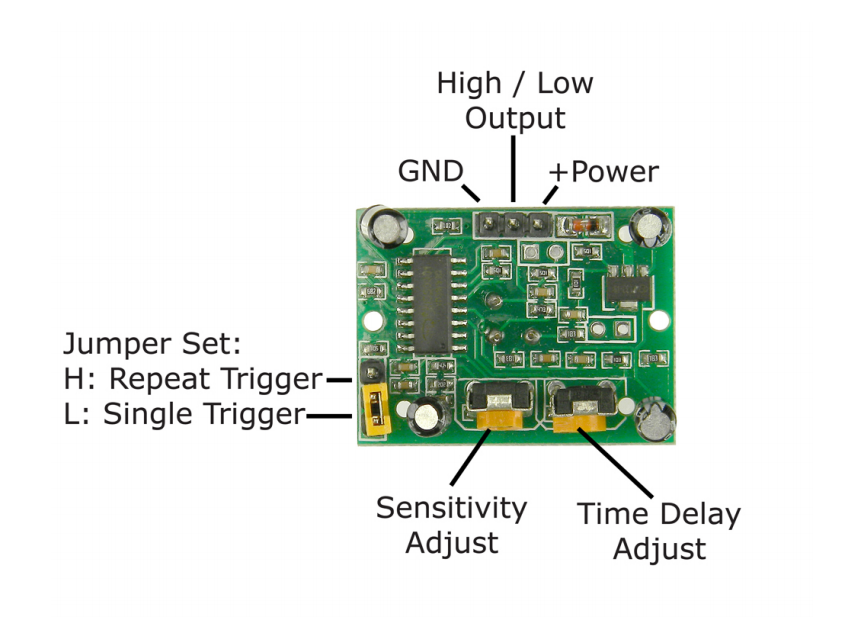 High / Low
Output
GND
+Power
Jumper Set:
H: Repeat Trigger
L: Single Trigger
Sensitivity
Adjust
Time Delay
Adjust